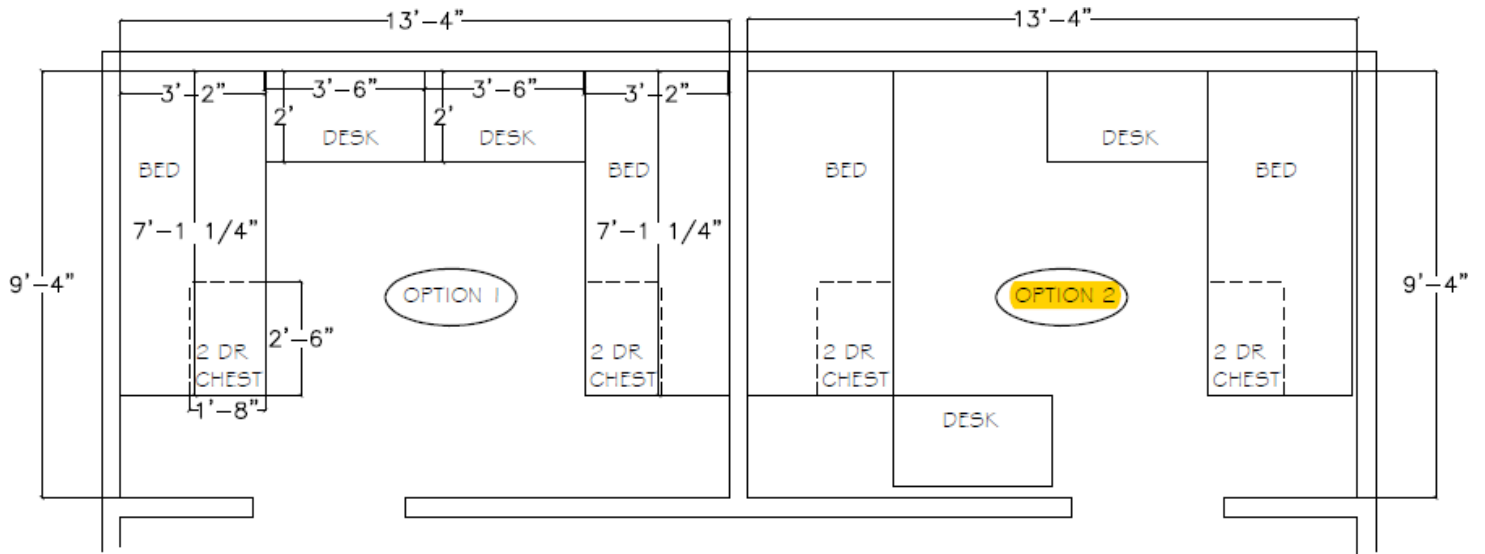 13'-4"
13'-4"
3'-2"
3'-6"
3'-6"
3'-2"
2'
2'
DESK
DESK
DESK
BED
BED
BED
BED
7'-1 1/4"
7'-1 1/4"
9'-4"
9'-4"
OPTION 1
OPTION 2
2'-6"
2 DR
CHEST
2 DR
CHEST
2 DR
CHEST
2 DR
CHEST
1'-8"
DESK